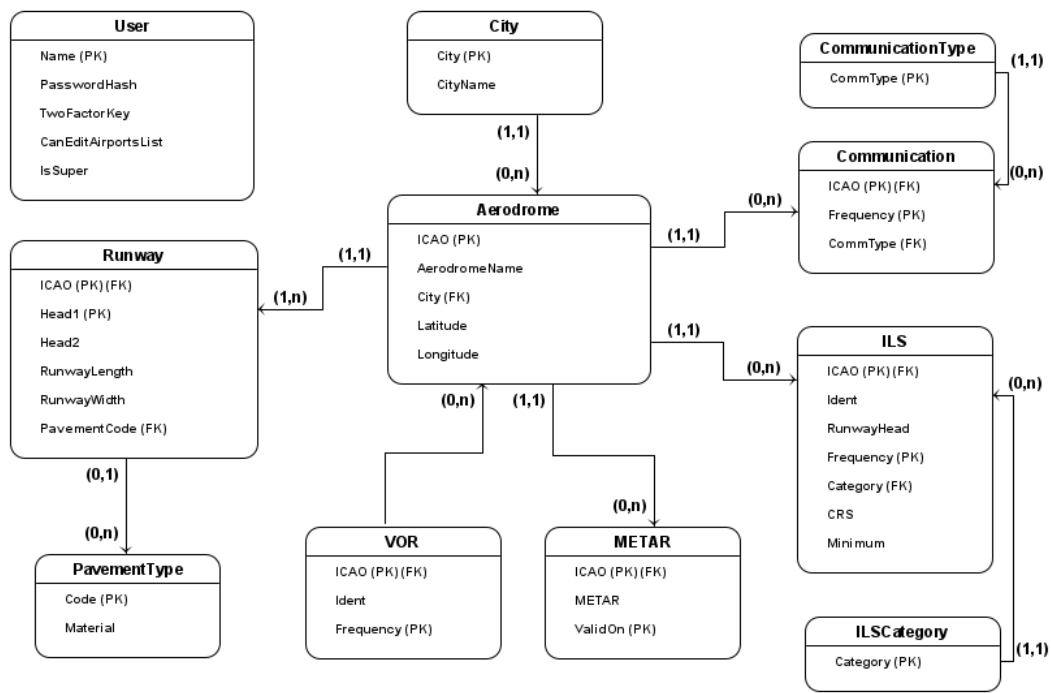 User
Name (PK)
PasswordHash
TwoFactorKey
CanEditAirportsList
IsSuper
City
City (PK)
CityName
(1,1)
(0,n)
CommunicationType
CommType (PK)
(1,1)
(0,n)
Communication
ICAO (PK)(FK)
Frequency (PK)
CommType (FK)
(0,n)
(1,1)
Aerodrome
ICAO (PK)
AerodromeName
City (FK)
Latitude
Longitude
(1,1)
(1,n)
Runway
ICAO (PK)(FK)
Head1 (PK)
Head2
RunwayLength
RunwayWidth
PavementCode (FK)
(0,1)
(0,n)
PavementType
Code (PK)
Material
(0,n)
(1,1)
(0,n)
VOR
ICAO (PK)(FK)
Ident
Frequency (PK)
METAR
ICAO (PK)(FK)
METAR
ValidOn (PK)
(1,1)
(0,n)
ILS
ICAO (PK)(FK)
Ident
RunwayHead
Frequency (PK)
Category (FK)
CRS
Minimum
(0,n)
ILSCategory
Category (PK)
(1,1)